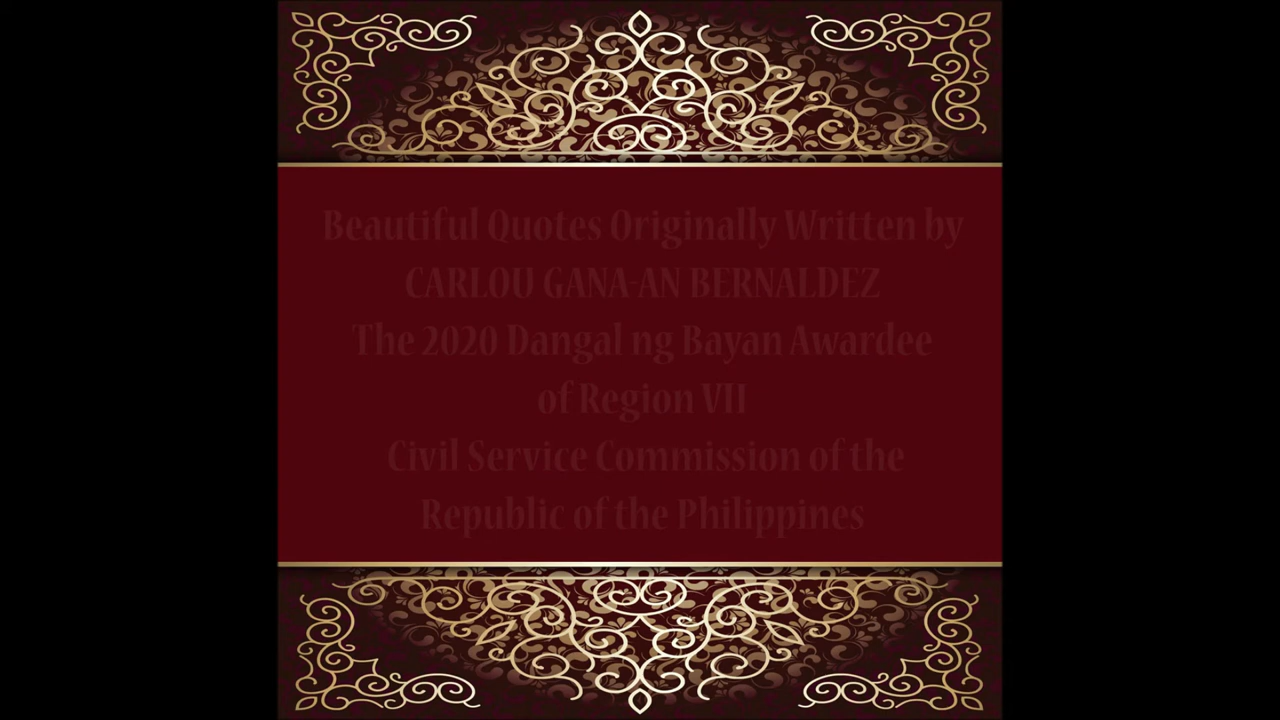 Beautiful Quotes Originally Written by
CARLOU GANA-AN BERNALDEZ
The 2020 Dangal ng Bayan Awardee
of Region VII
Civil Service Commission of the
Republic of the Philippines